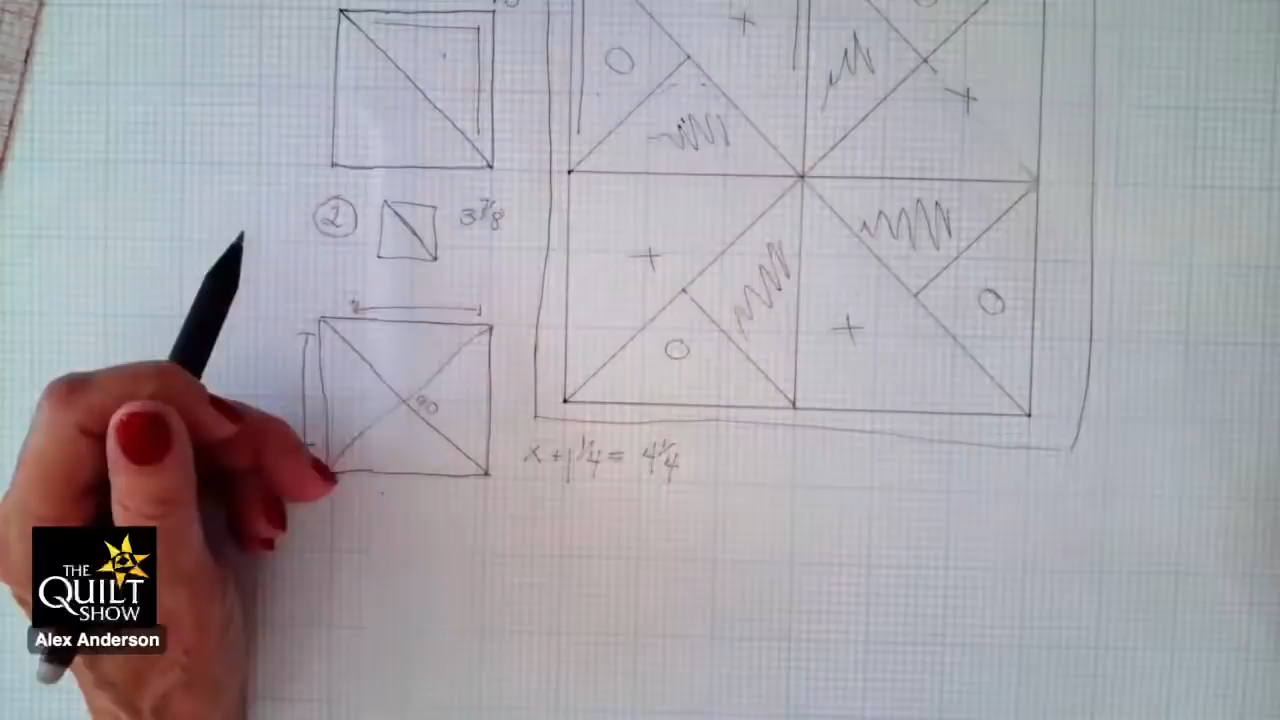 2
3 7/8
90
x + 1 1/4 = 4 1/4
THE
QUILT
SHOW
Alex Anderson